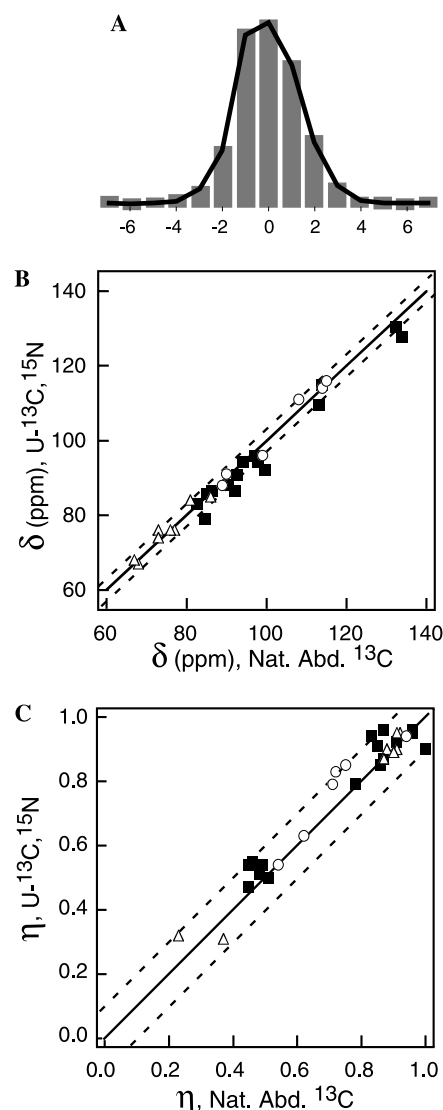 A
-6 -4 -2 0 2 4 6
B
δ (ppm), U-¹³C,¹⁵N
140
120
100
80
60
60 80 100 120 140
δ (ppm), Nat. Abd. ¹³C
C
η, U-¹³C,¹⁵N
1.0
0.8
0.6
0.4
0.2
0.0
0.0 0.2 0.4 0.6 0.8 1.0
η, Nat. Abd. ¹³C